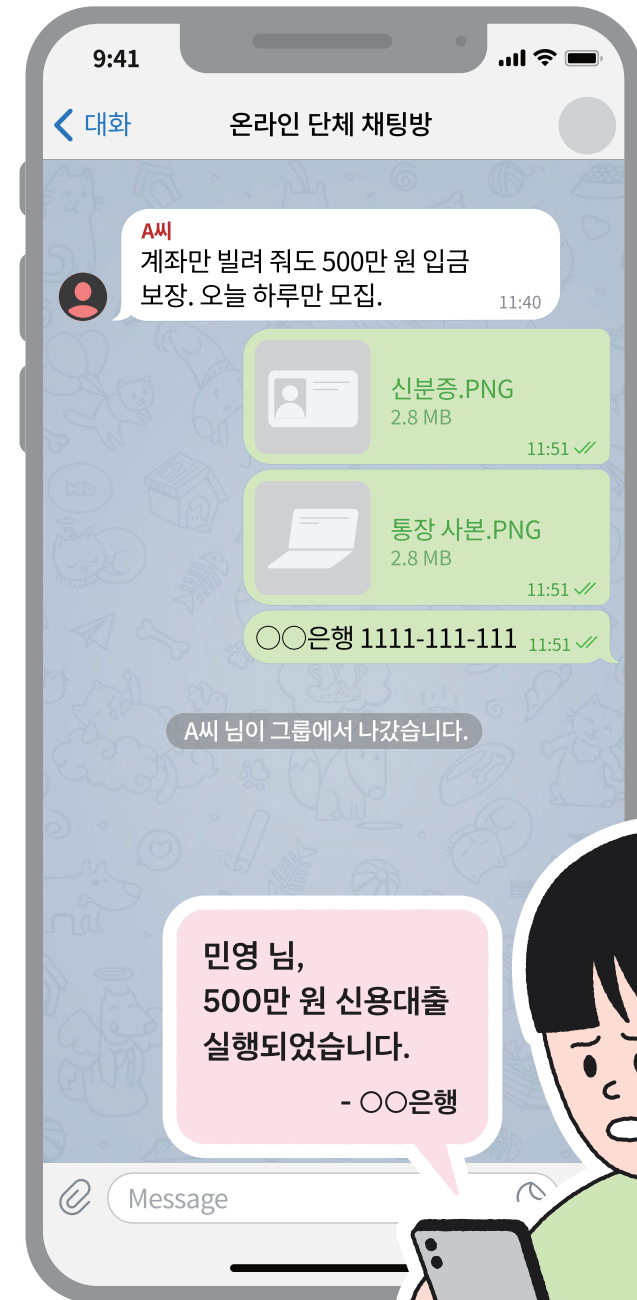 9:41
대화
온라인 단체 채팅방
A씨
계좌만 빌려 줘도 500만 원 입금
보장. 오늘 하루만 모집.
11:40
신분증.PNG
2.8 MB
11:51
통장 사본.PNG
2.8 MB
11:51
○○은행 1111-111-111
11:51
A씨 님이 그룹에서 나갔습니다.
민영 님,
500만 원 신용대출
실행되었습니다.
- ○○은행
Message